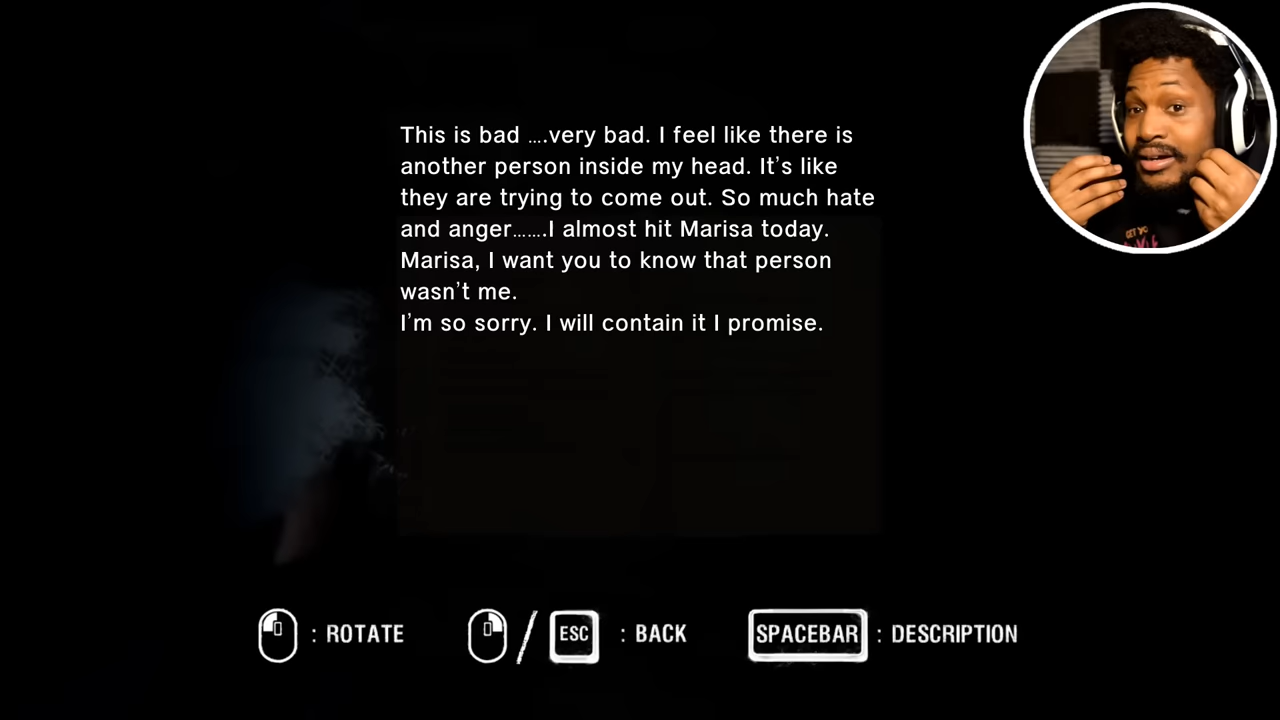 This is bad ….very bad. I feel like there is
another person inside my head. It's like
they are trying to come out. So much hate
and anger…….I almost hit Marisa today.
Marisa, I want you to know that person
wasn't me.
I'm so sorry. I will contain it I promise.
: ROTATE / ESC : BACK SPACEBAR : DESCRIPTION
GET YO